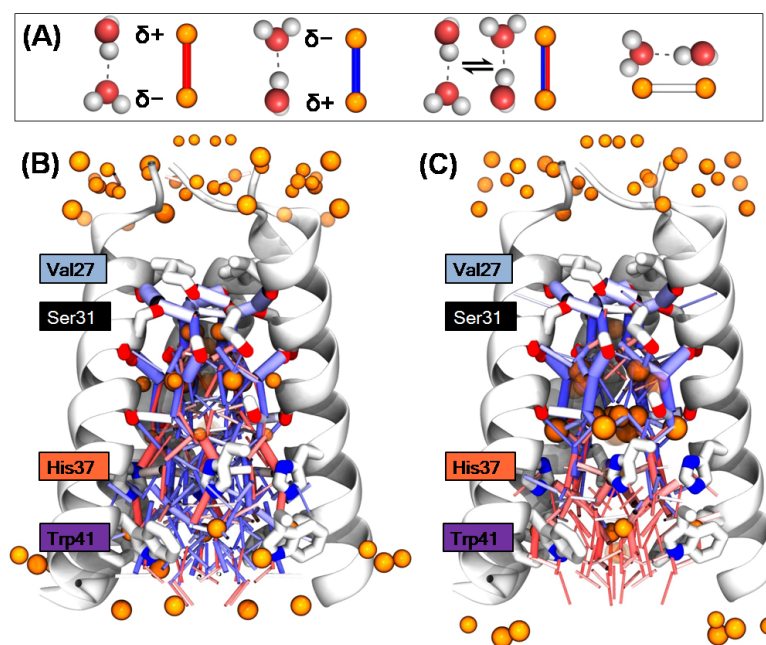 (A) δ+ δ− δ− δ+
(B) (C)
Val27 Val27
Ser31 Ser31
His37 His37
Trp41 Trp41